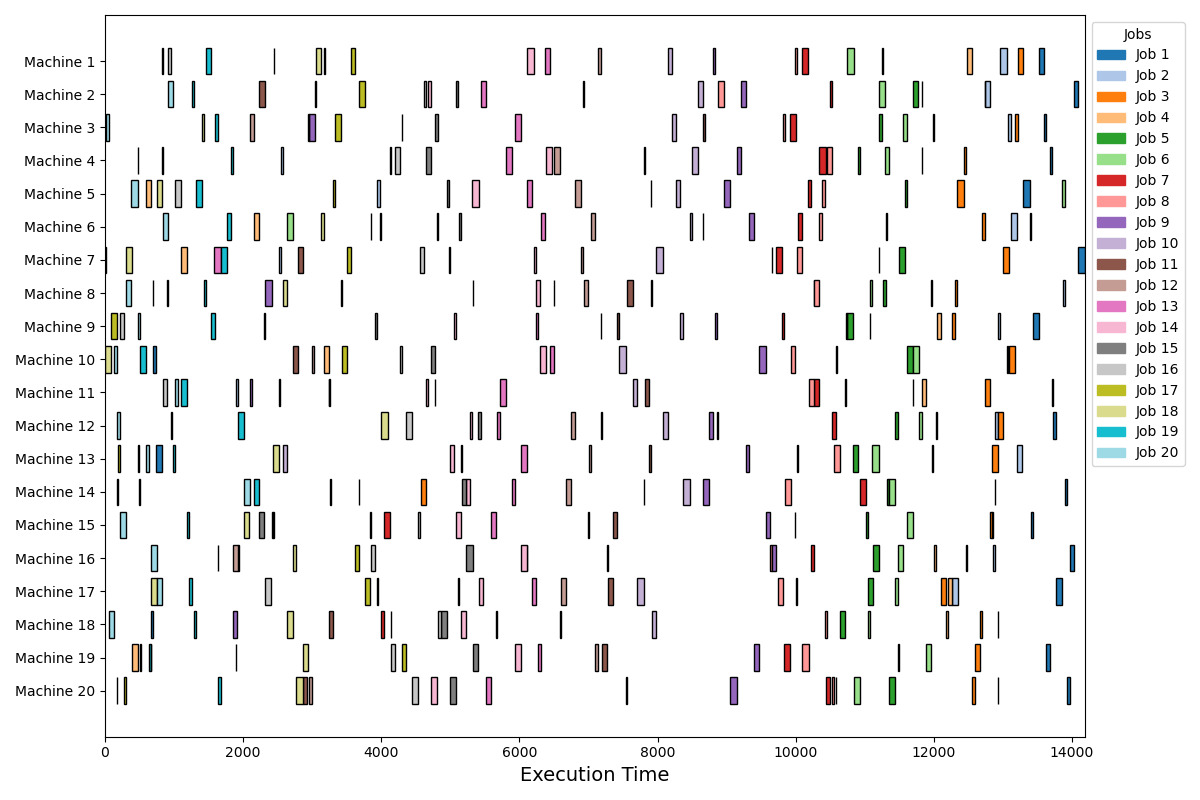 Machine 1
Machine 2
Machine 3
Machine 4
Machine 5
Machine 6
Machine 7
Machine 8
Machine 9
Machine 10
Machine 11
Machine 12
Machine 13
Machine 14
Machine 15
Machine 16
Machine 17
Machine 18
Machine 19
Machine 20
0 2000 4000 6000 8000 10000 12000 14000
Execution Time
Jobs
Job 1
Job 2
Job 3
Job 4
Job 5
Job 6
Job 7
Job 8
Job 9
Job 10
Job 11
Job 12
Job 13
Job 14
Job 15
Job 16
Job 17
Job 18
Job 19
Job 20